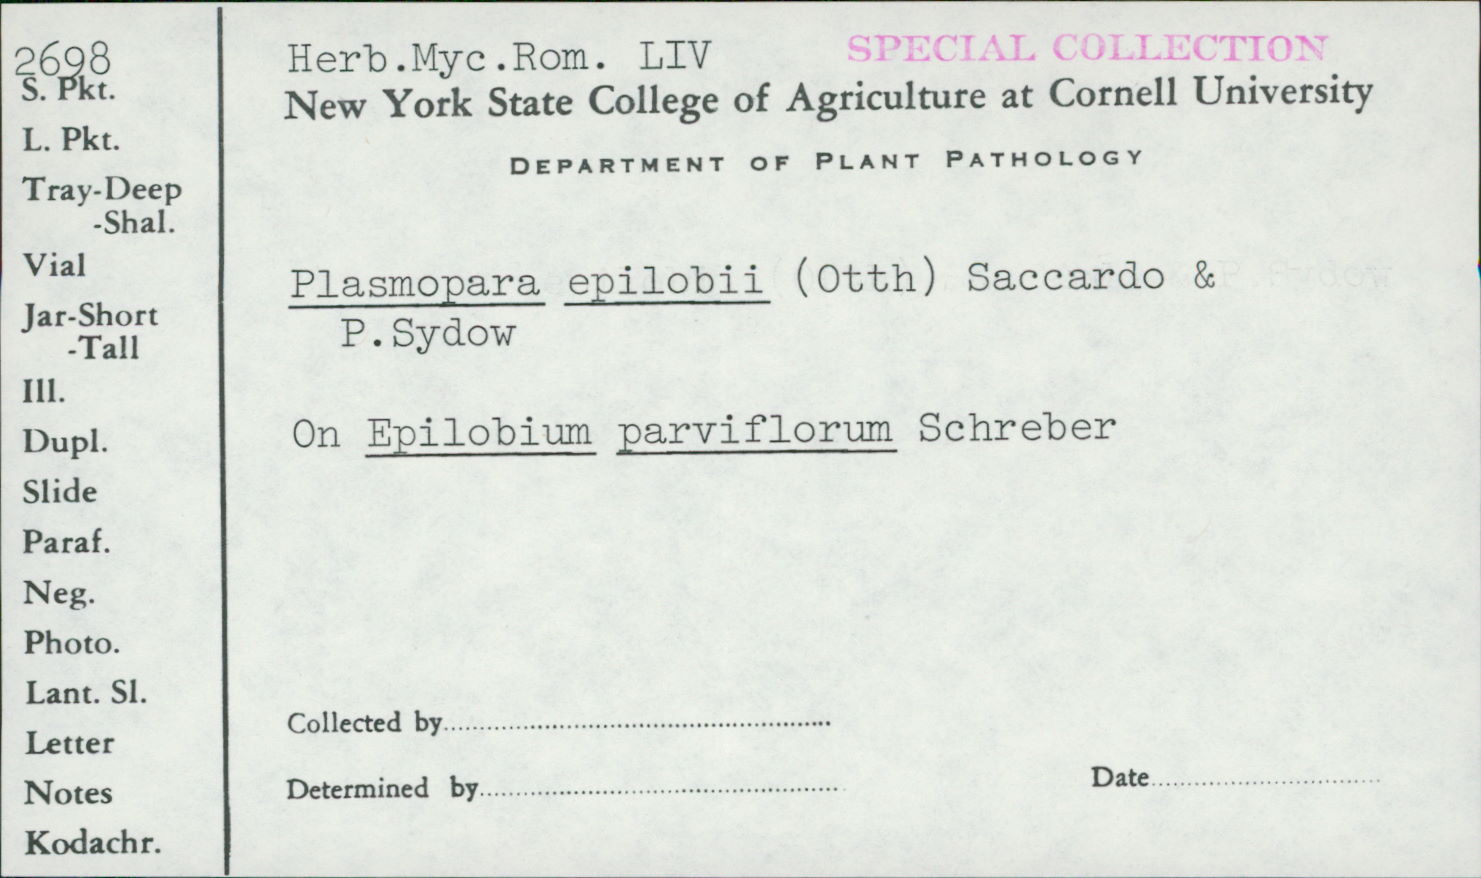 2698
S. Pkt.
L. Pkt.
Tray-Deep
-Shal.
Vial
Jar-Short
-Tall
Ill.
Dupl.
Slide
Paraf.
Neg.
Photo.
Lant. Sl.
Letter
Notes
Kodachr.
Herb.Myc.Rom. LIV
SPECIAL COLLECTION
New York State College of Agriculture at Cornell University
DEPARTMENT OF PLANT PATHOLOGY
Plasmopara epilobii (Otth) Saccardo &
P.Sydow
On Epilobium parviflorum Schreber
Collected by
Determined by
Date